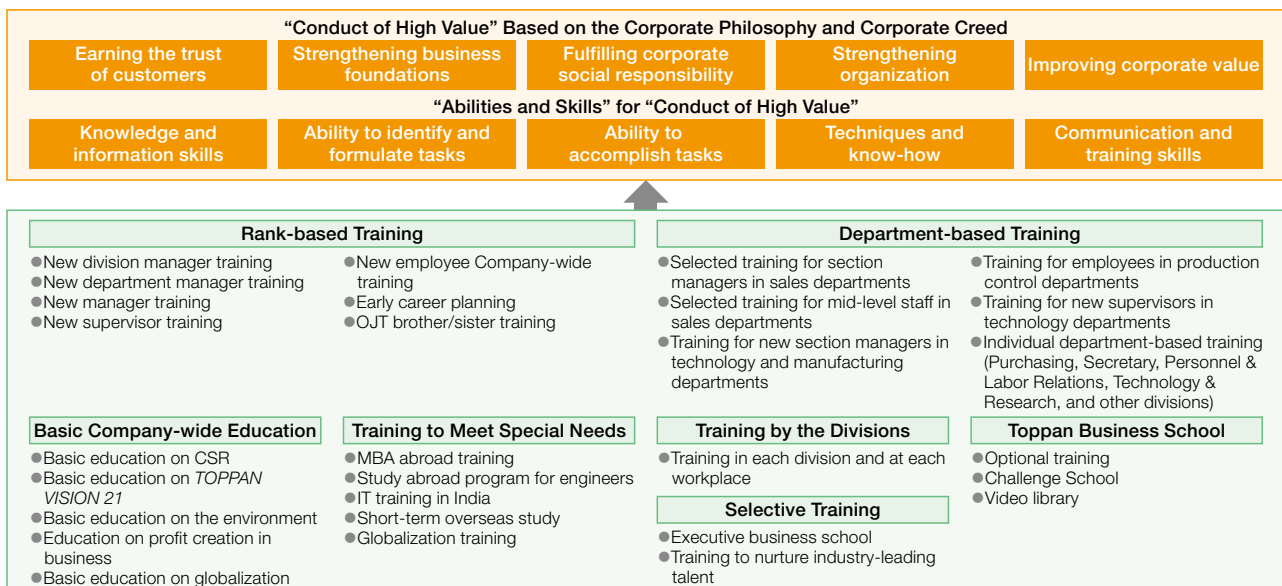 “Conduct of High Value” Based on the Corporate Philosophy and Corporate Creed
Earning the trust
of customers
Strengthening business
foundations
Fulfilling corporate
social responsibility
Strengthening
organization
Improving corporate value
“Abilities and Skills” for “Conduct of High Value”
Knowledge and
information skills
Ability to identify and
formulate tasks
Ability to
accomplish tasks
Techniques and
know-how
Communication and
training skills
Rank-based Training
●New division manager training
●New department manager training
●New manager training
●New supervisor training
●New employee Company-wide
training
●Early career planning
●OJT brother/sister training
Department-based Training
●Selected training for section
managers in sales departments
●Selected training for mid-level staff in
sales departments
●Training for new section managers in
technology and manufacturing
departments
●Training for employees in production
control departments
●Training for new supervisors in
technology departments
●Individual department-based training
(Purchasing, Secretary, Personnel &
Labor Relations, Technology &
Research, and other divisions)
Basic Company-wide Education
●Basic education on CSR
●Basic education on TOPPAN
VISION 21
●Basic education on the environment
●Education on profit creation in
business
●Basic education on globalization
Training to Meet Special Needs
●MBA abroad training
●Study abroad program for engineers
●IT training in India
●Short-term overseas study
●Globalization training
Training by the Divisions
●Training in each division and at each
workplace
Selective Training
●Executive business school
●Training to nurture industry-leading
talent
Toppan Business School
●Optional training
●Challenge School
●Video library